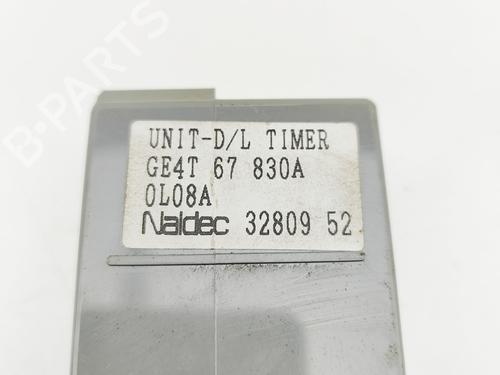 B-PARTS
UNIT-D/L TIMER
GE4T 67 830A
0L08A
Naldec 32809 52